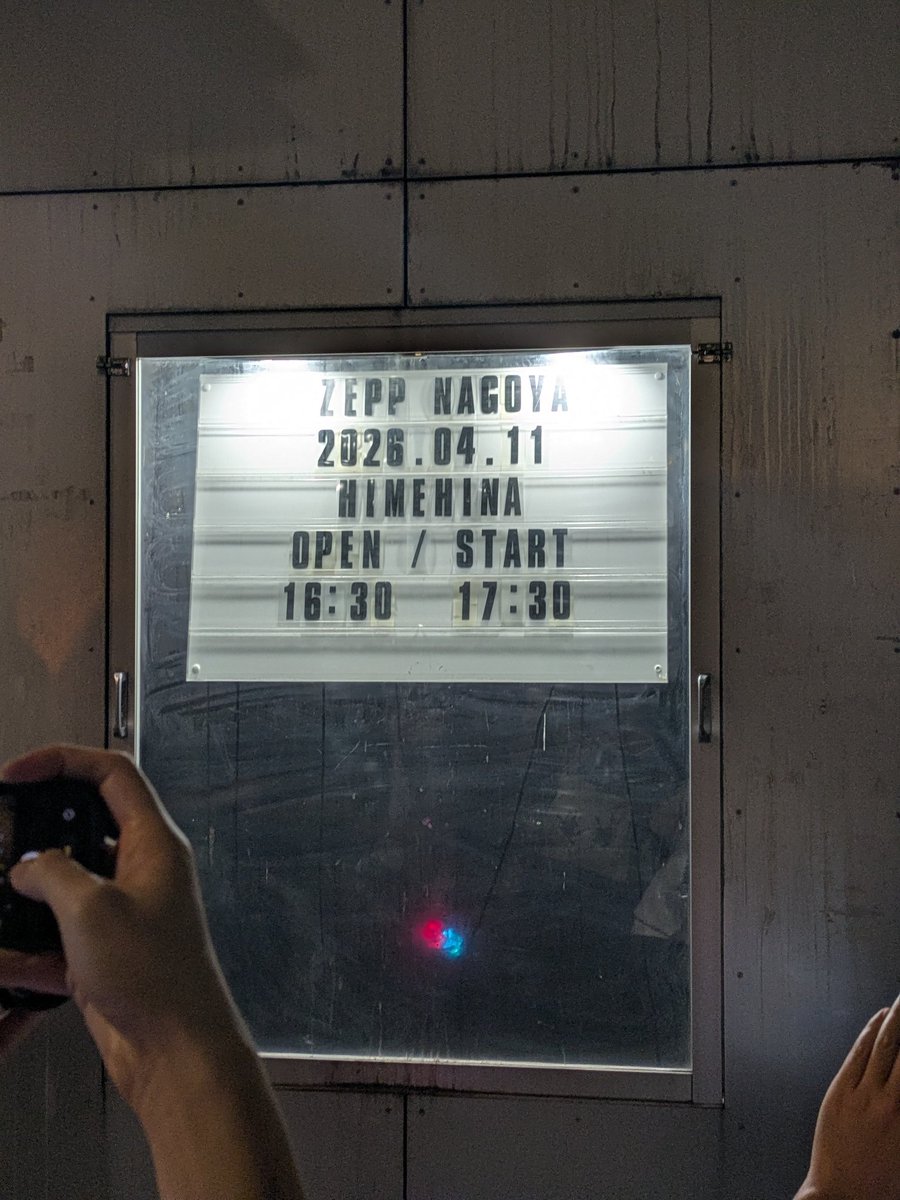 ZEPP NAGOYA
2026.04.11
HIMEHINA
OPEN / START
16:30 17:30